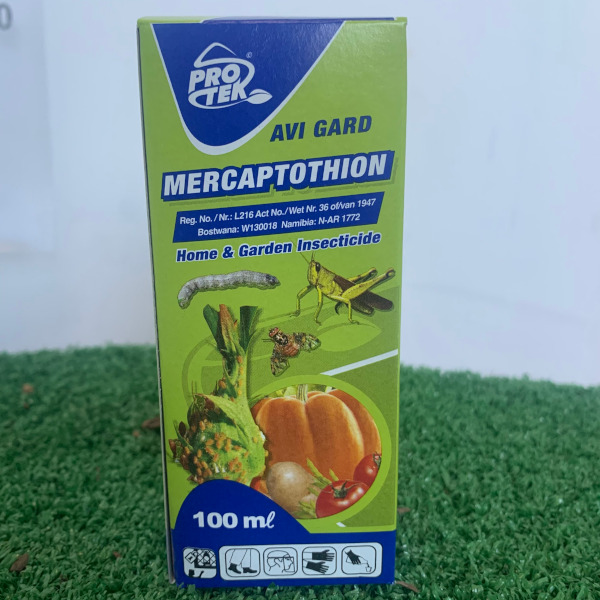 PRO
TEK
©
AVI GARD
MERCAPTOTHION
Reg. No. /Nr.: L216 Act No./Wet Nr. 36 of/van 1947
Bostwana: W130018 Namibia: N-AR 1772
Home & Garden Insecticide
100 mℓ